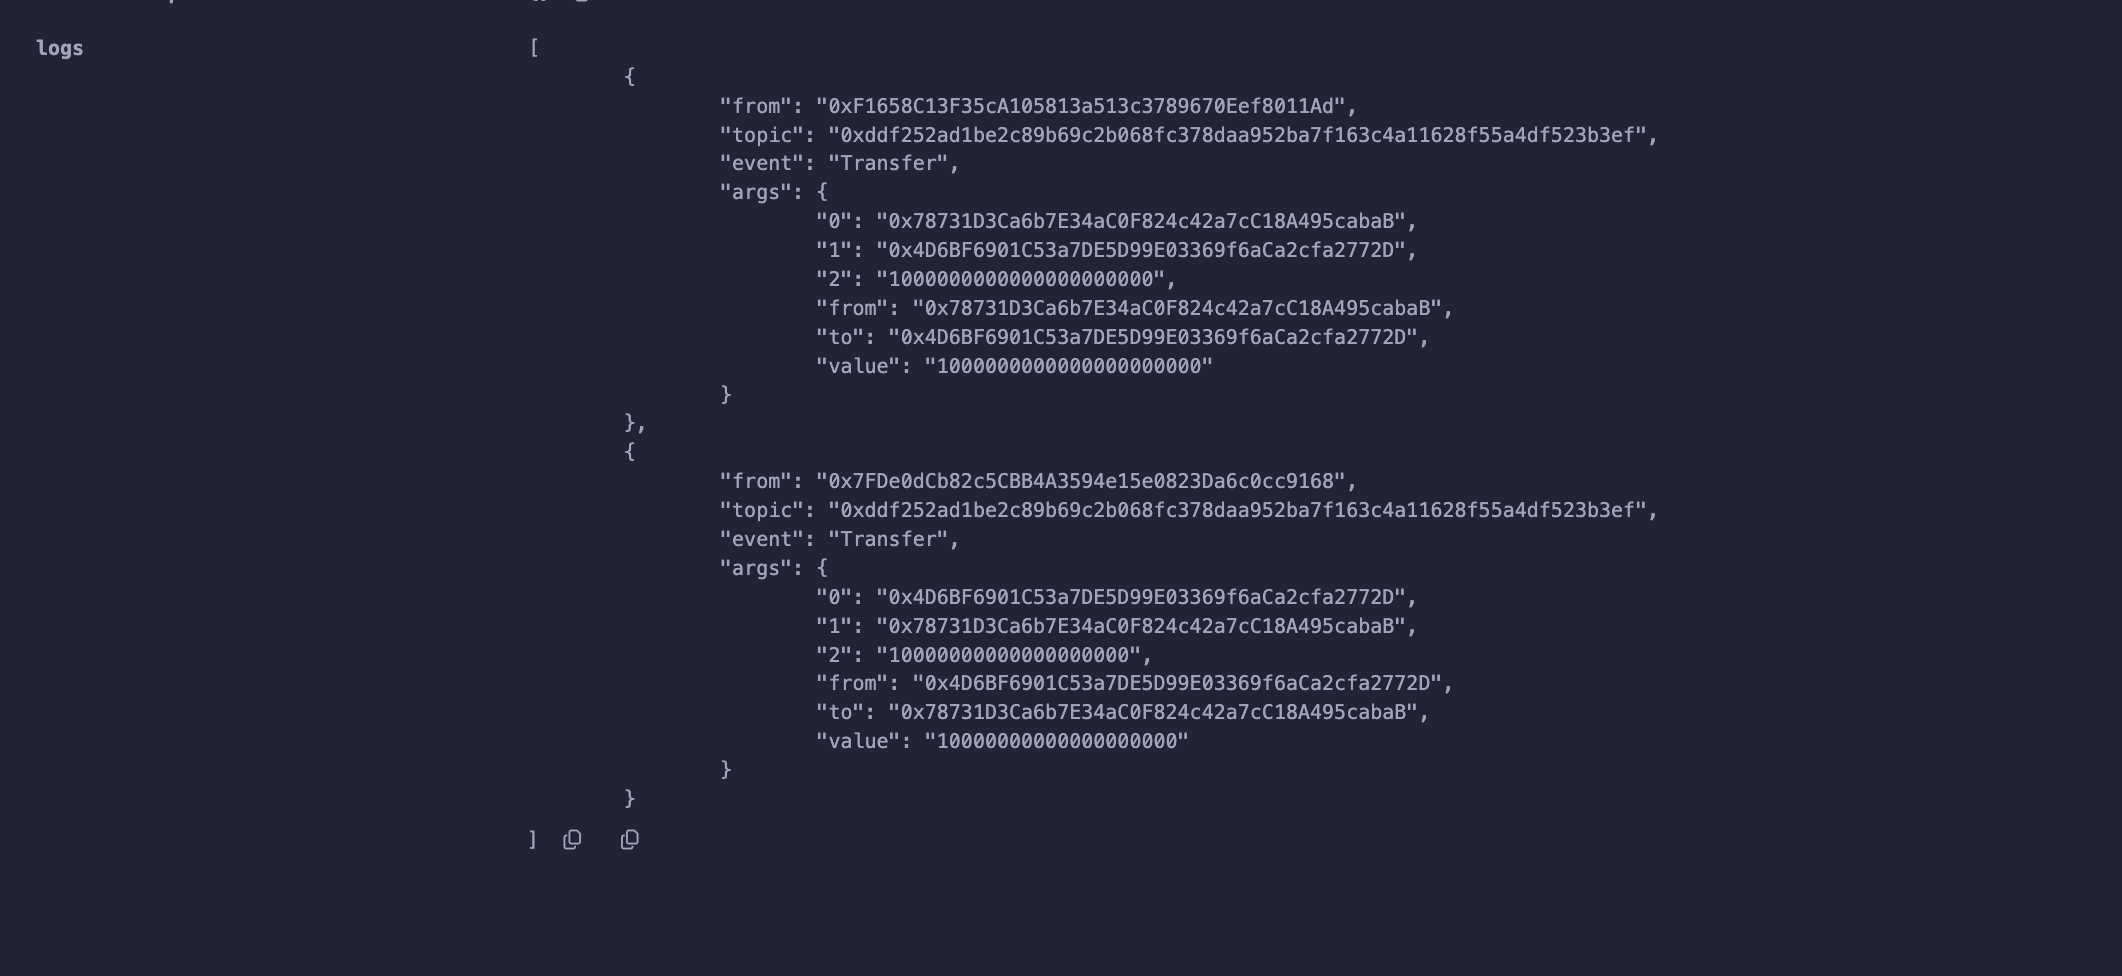 logs
[
{
"from": "0xF1658C13F35cA105813a513c3789670Eef8011Ad",
"topic": "0xddf252ad1be2c89b69c2b068fc378daa952ba7f163c4a11628f55a4df523b3ef",
"event": "Transfer",
"args": {
"0": "0x78731D3Ca6b7E34aC0F824c42a7cC18A495cabaB",
"1": "0x4D6BF6901C53a7DE5D99E03369f6aCa2cfa2772D",
"2": "1000000000000000000000",
"from": "0x78731D3Ca6b7E34aC0F824c42a7cC18A495cabaB",
"to": "0x4D6BF6901C53a7DE5D99E03369f6aCa2cfa2772D",
"value": "1000000000000000000000"
}
},
{
"from": "0x7FDe0dCb82c5CBB4A3594e15e0823Da6c0cc9168",
"topic": "0xddf252ad1be2c89b69c2b068fc378daa952ba7f163c4a11628f55a4df523b3ef",
"event": "Transfer",
"args": {
"0": "0x4D6BF6901C53a7DE5D99E03369f6aCa2cfa2772D",
"1": "0x78731D3Ca6b7E34aC0F824c42a7cC18A495cabaB",
"2": "10000000000000000000",
"from": "0x4D6BF6901C53a7DE5D99E03369f6aCa2cfa2772D",
"to": "0x78731D3Ca6b7E34aC0F824c42a7cC18A495cabaB",
"value": "10000000000000000000"
}
}
]